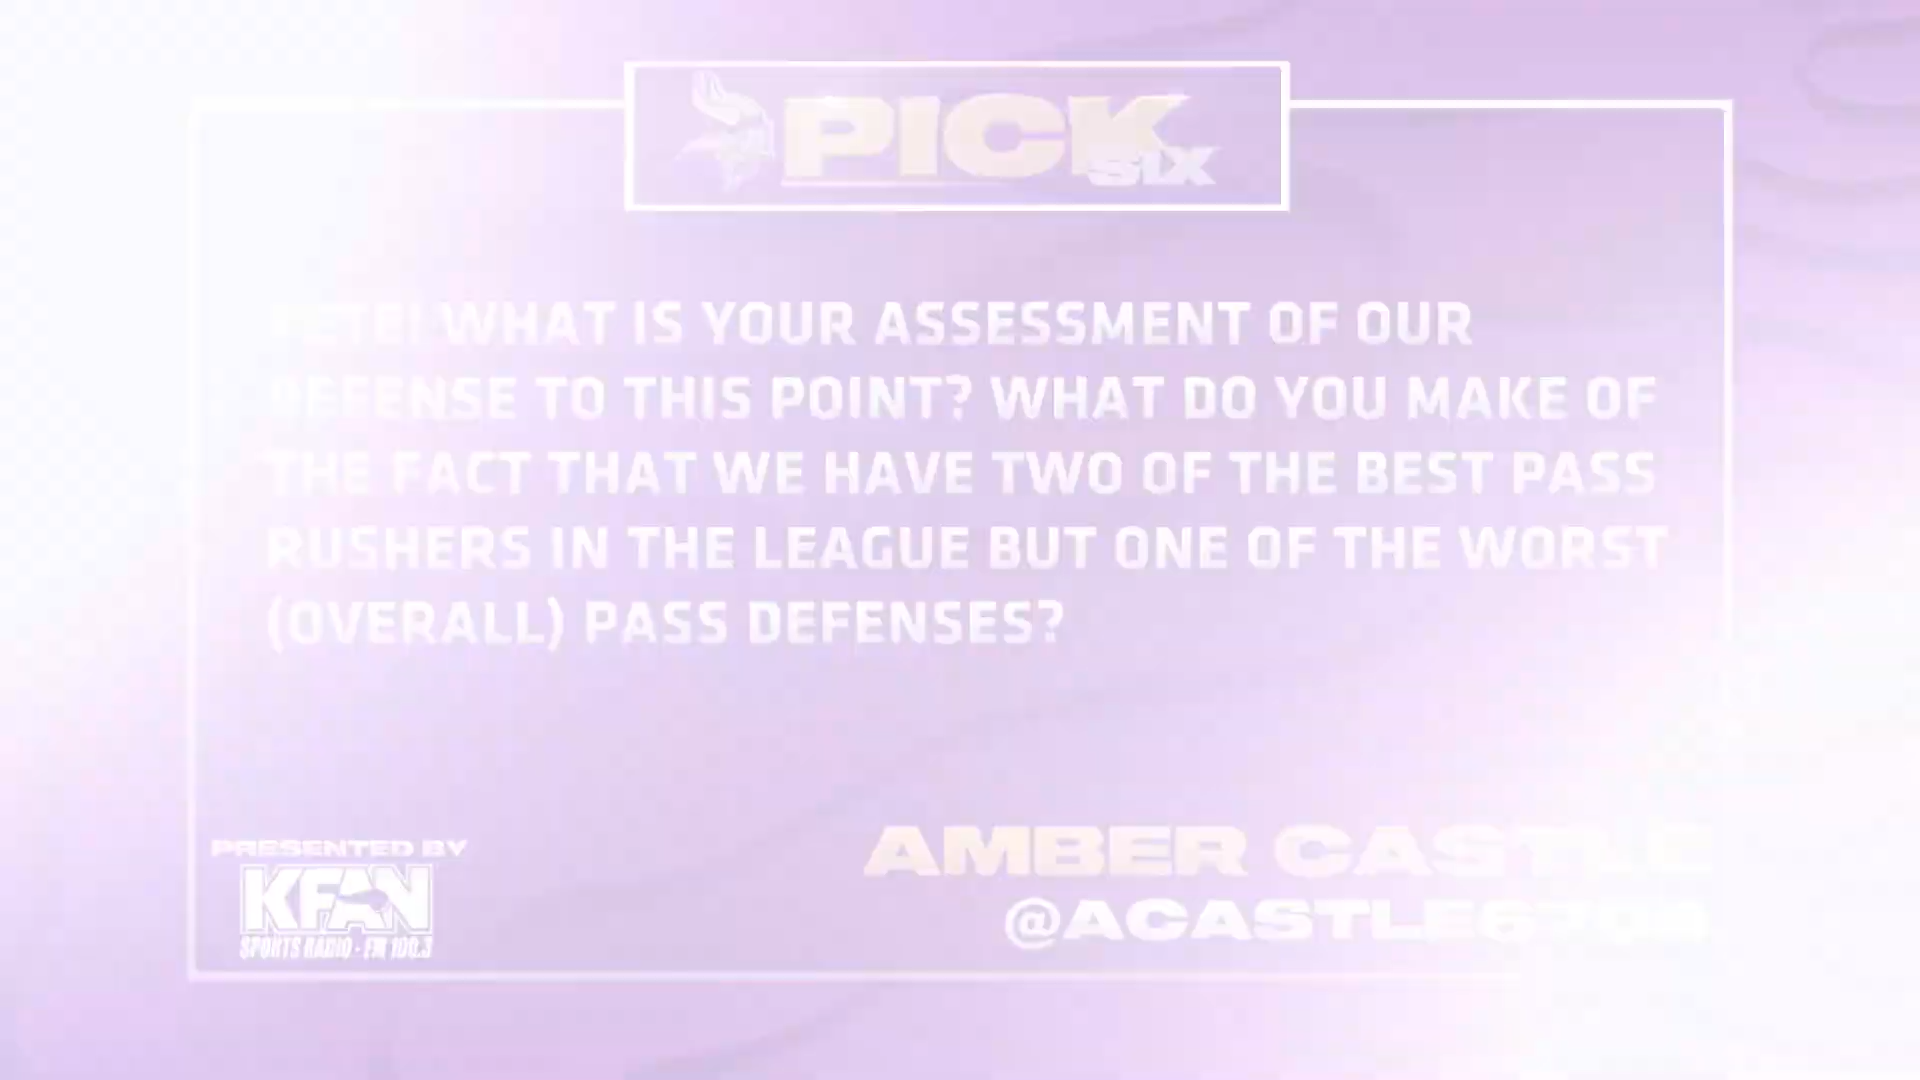 PICK
SIX
PETE! WHAT IS YOUR ASSESSMENT OF OUR
DEFENSE TO THIS POINT? WHAT DO YOU MAKE OF
THE FACT THAT WE HAVE TWO OF THE BEST PASS
RUSHERS IN THE LEAGUE BUT ONE OF THE WORST
(OVERALL) PASS DEFENSES?
PRESENTED BY
KFAN
SPORTS RADIO · FM 100.3
AMBER CASTLE